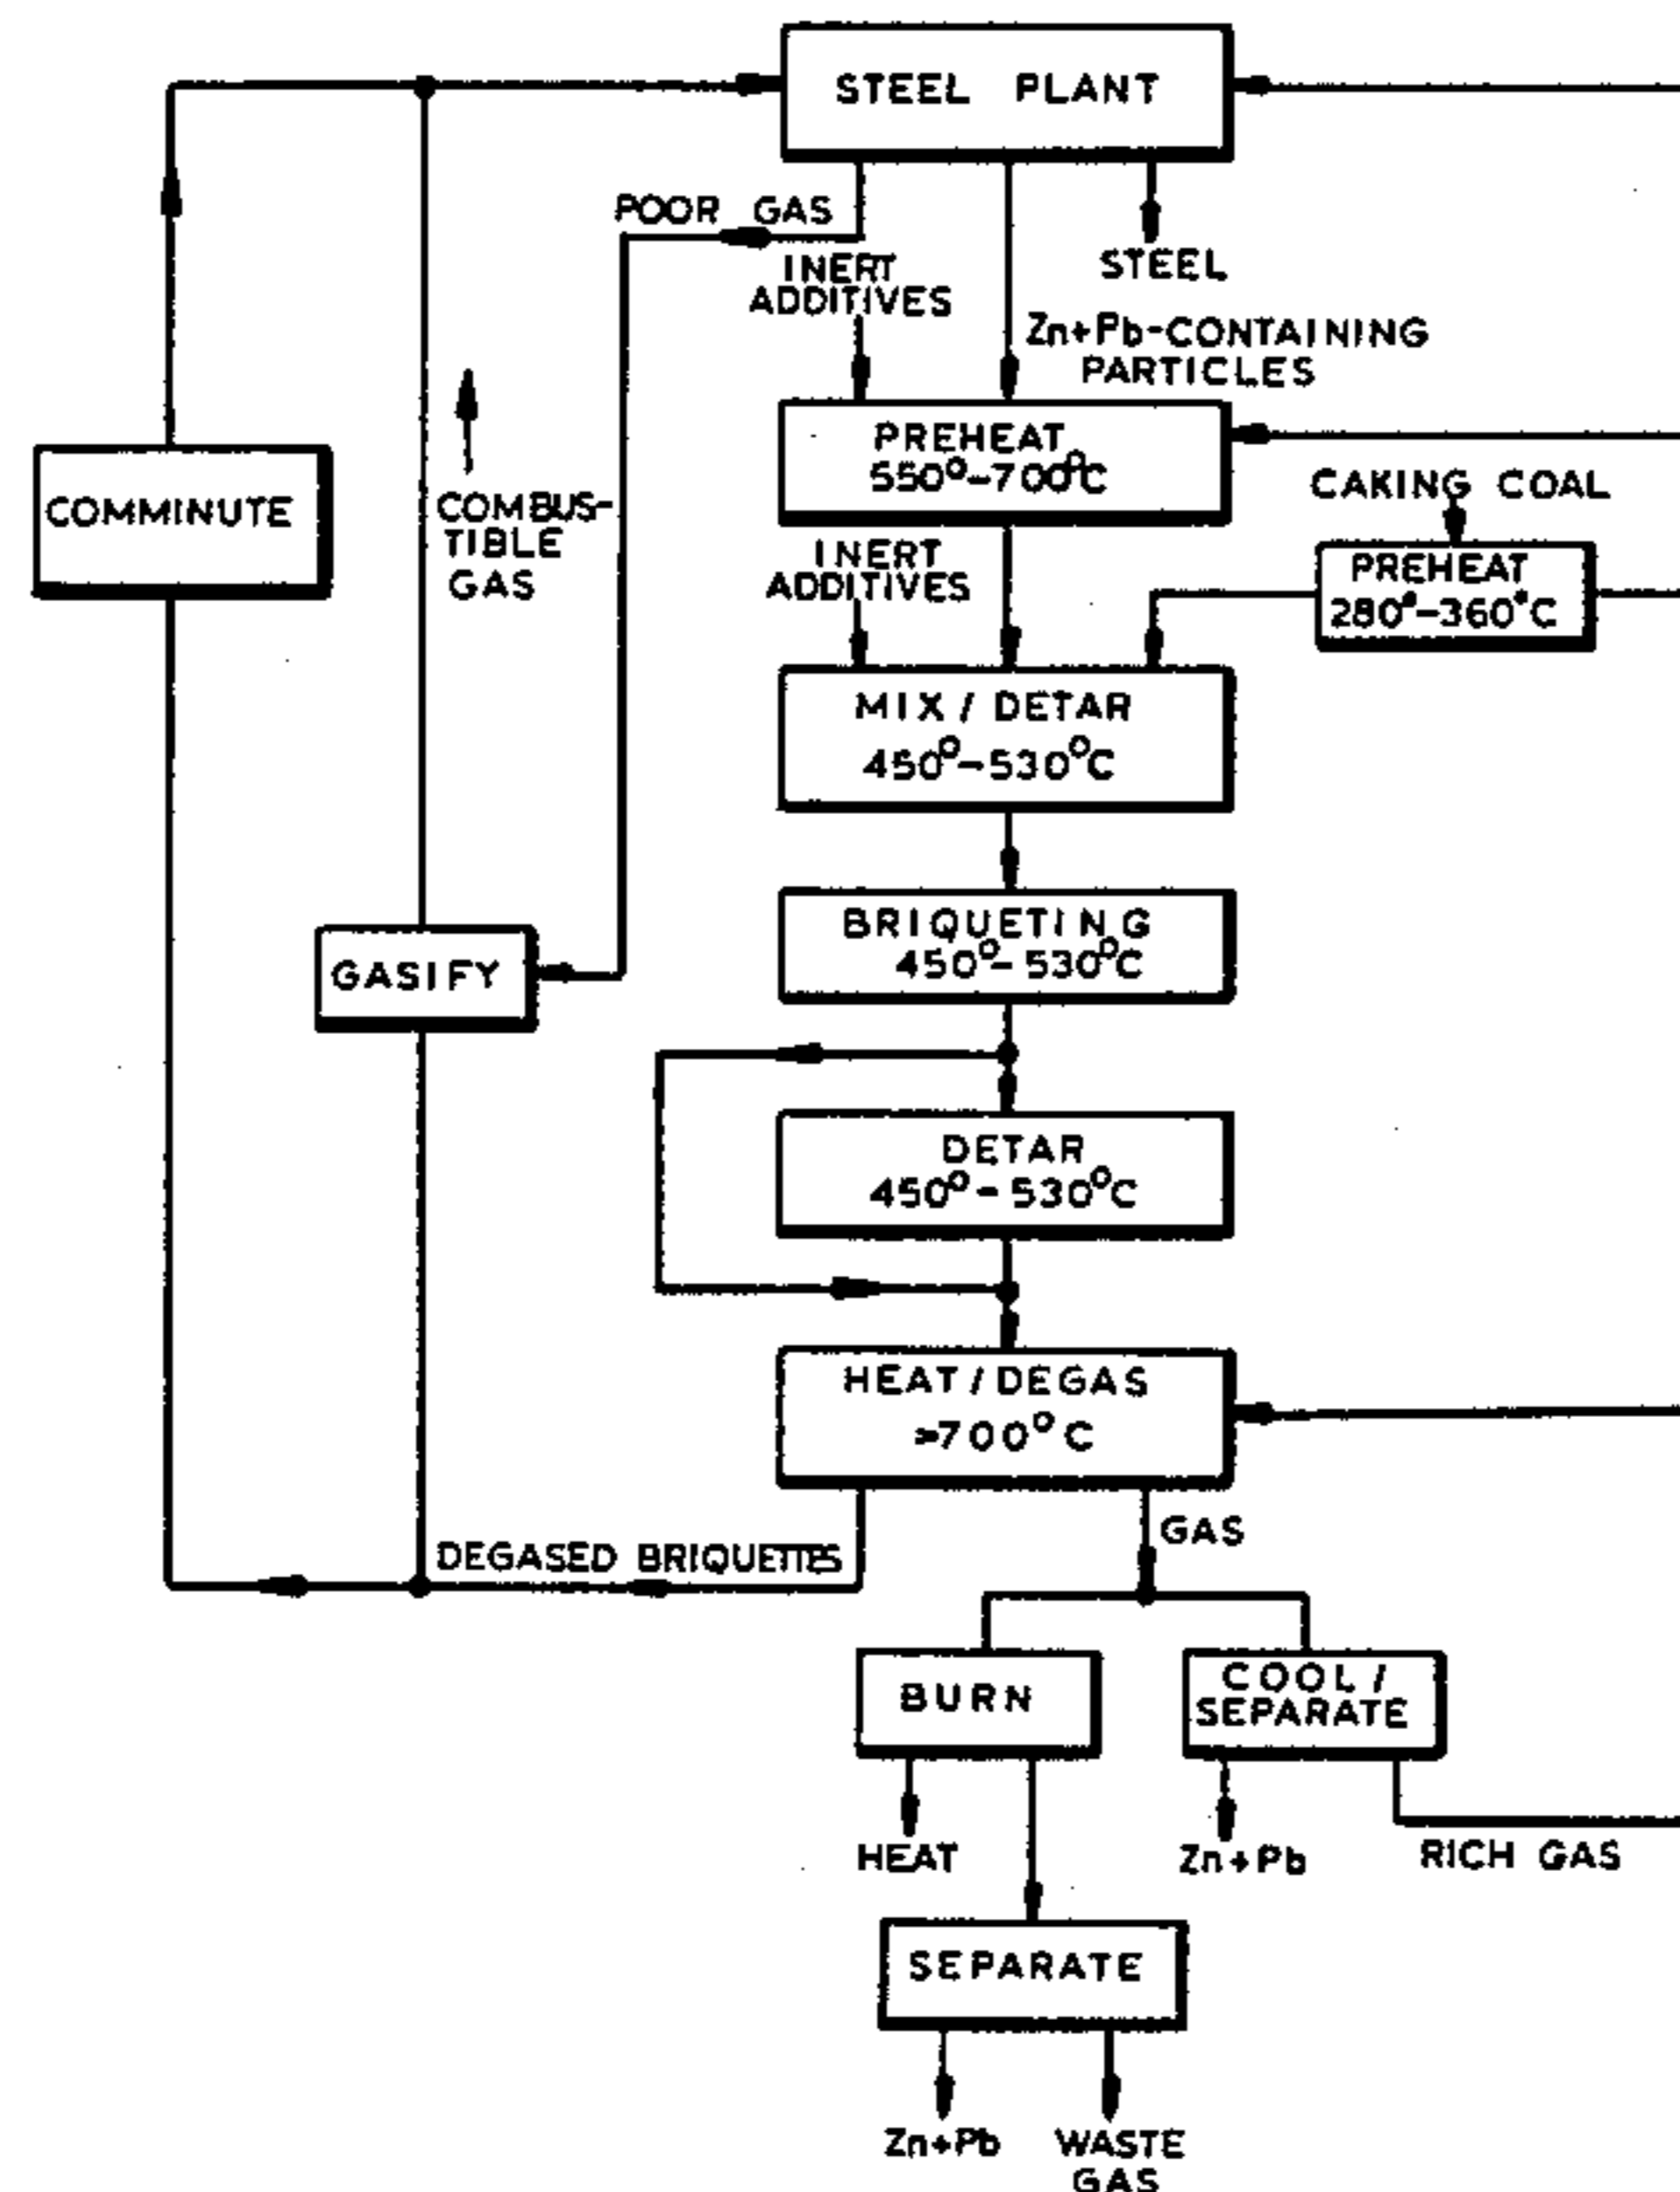 STEEL PLANT
POOR GAS
INERT
ADDITIVES
STEEL
Zn+Pb-CONTAINING
PARTICLES
PREHEAT
550°-700°C
CAKING COAL
COMMINUTE
COMBUS-
TIBLE
GAS
INERT
ADDITIVES
PREHEAT
280°-360°C
MIX / DETAR
450°-530°C
BRIQUETING
450°-530°C
GASIFY
DETAR
450°-530°C
HEAT / DEGAS
>700°C
GAS
DEGASED BRIQUETTES
BURN
COOL /
SEPARATE
HEAT
Zn+Pb
RICH GAS
SEPARATE
Zn+Pb
WASTE
GAS